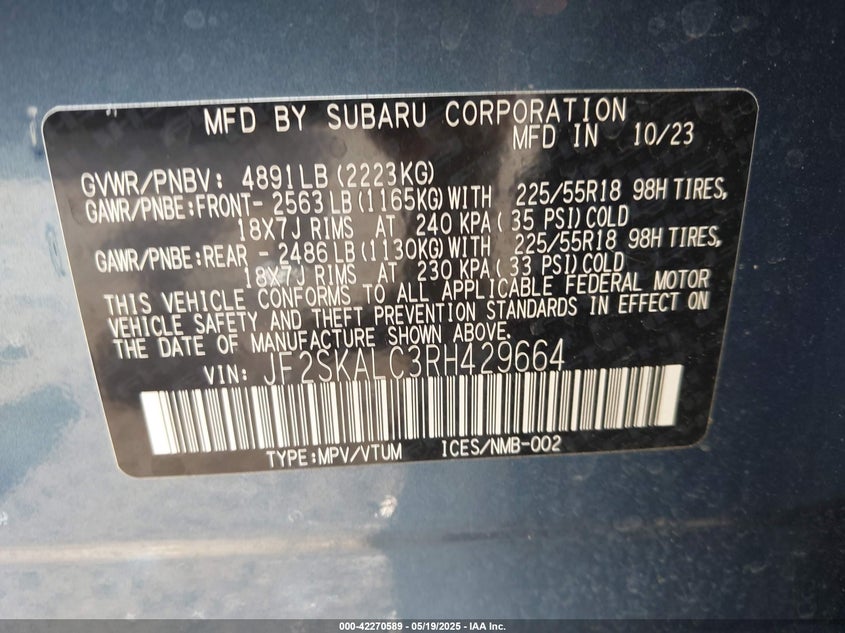 MFD BY SUBARU CORPORATION
MFD IN 10/23
GVWR/PNBV: 4891LB (2223KG)
GAWR/PNBE:FRONT- 2563 LB (1165KG) WITH 225/55R18 98H TIRES,
18X7J RIMS AT 240 KPA ( 35 PSI) COLD
GAWR/PNBE:REAR - 2486 LB (1130KG) WITH 225/55R18 98H TIRES,
18X7J RIMS AT 230 KPA ( 33 PSI) COLD
THIS VEHICLE CONFORMS TO ALL APPLICABLE FEDERAL MOTOR
VEHICLE SAFETY AND THEFT PREVENTION STANDARDS IN EFFECT ON
THE DATE OF MANUFACTURE SHOWN ABOVE.
VIN: JF2SKALC3RH429664
TYPE:MPV/VTUM ICES/NMB-002
000-42270589 - 05/19/2025 - IAA Inc.